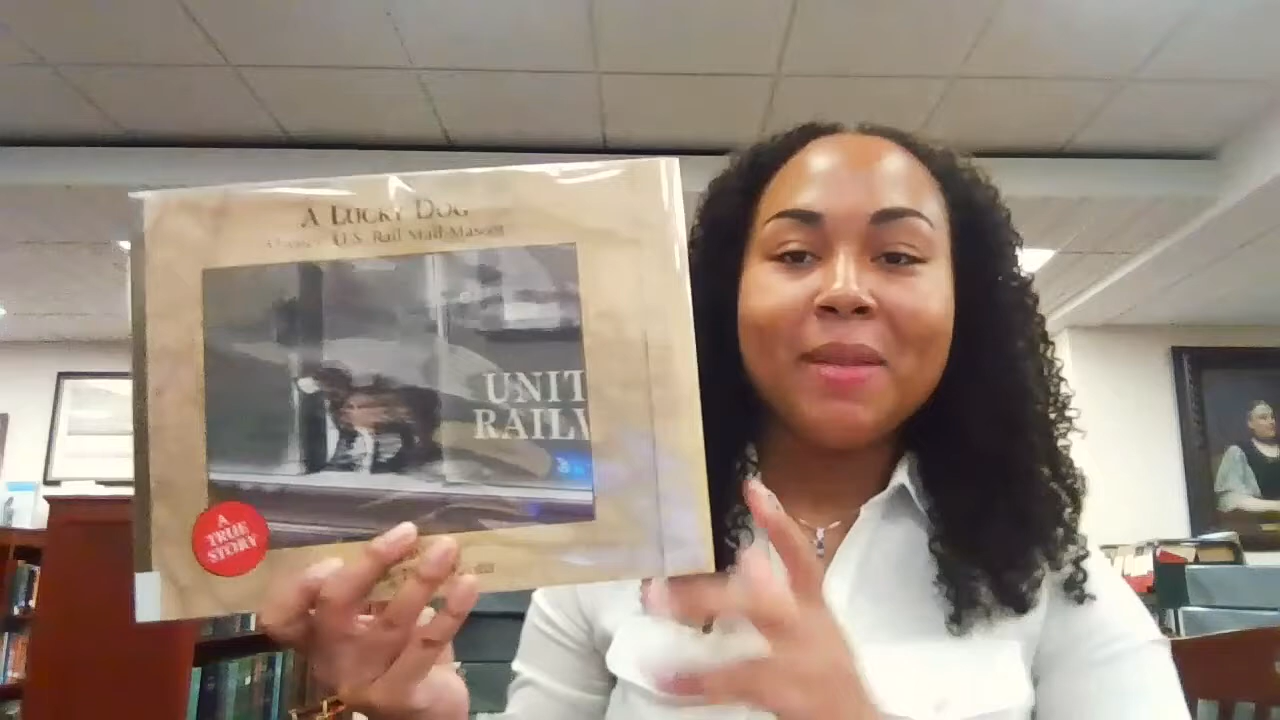 A LUCKY DOG
U.S. Rail Mail Mascot
UNIT
RAILW
A
TRUE
STORY